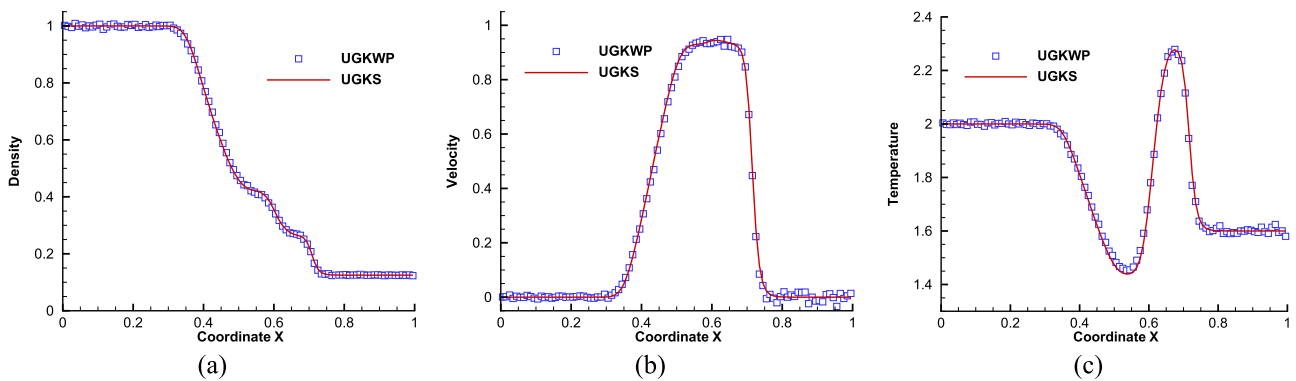 Density
1
0.8
0.6
0.4
0.2
0
0 0.2 0.4 0.6 0.8 1
Coordinate X
UGKWP
UGKS
(a)
Velocity
1
0.8
0.6
0.4
0.2
0
0 0.2 0.4 0.6 0.8 1
Coordinate X
UGKWP
UGKS
(b)
Temperature
2.4
2.2
2
1.8
1.6
1.4
0 0.2 0.4 0.6 0.8 1
Coordinate X
UGKWP
UGKS
(c)